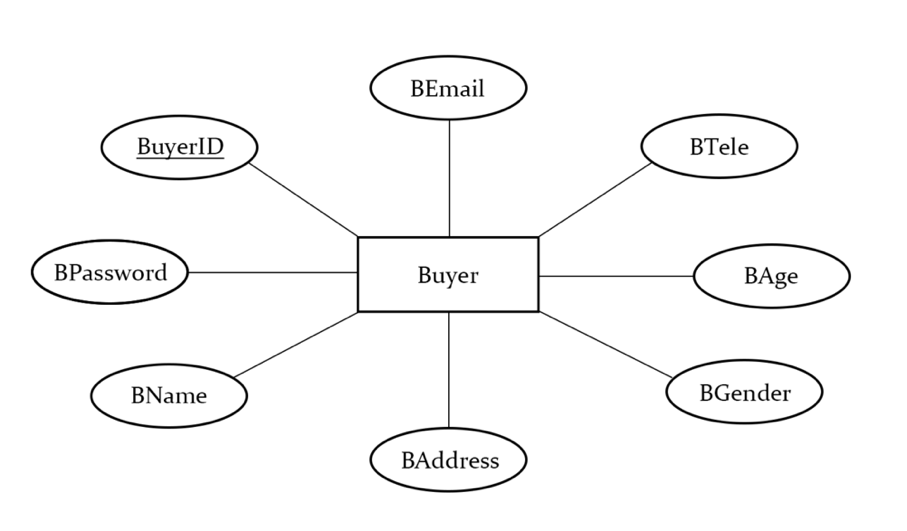 BEmail
BuyerID
BTele
BPassword
Buyer
BAge
BName
BGender
BAddress